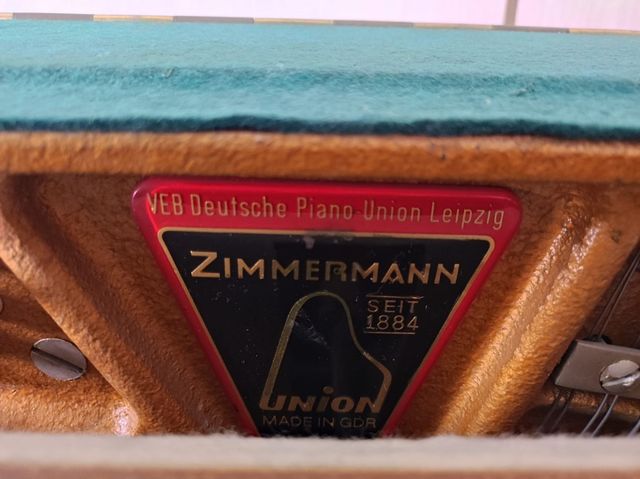 VEB Deutsche Piano-Union Leipzig
ZIMMERMANN
SEIT
1884
UNION
MADE IN GDR